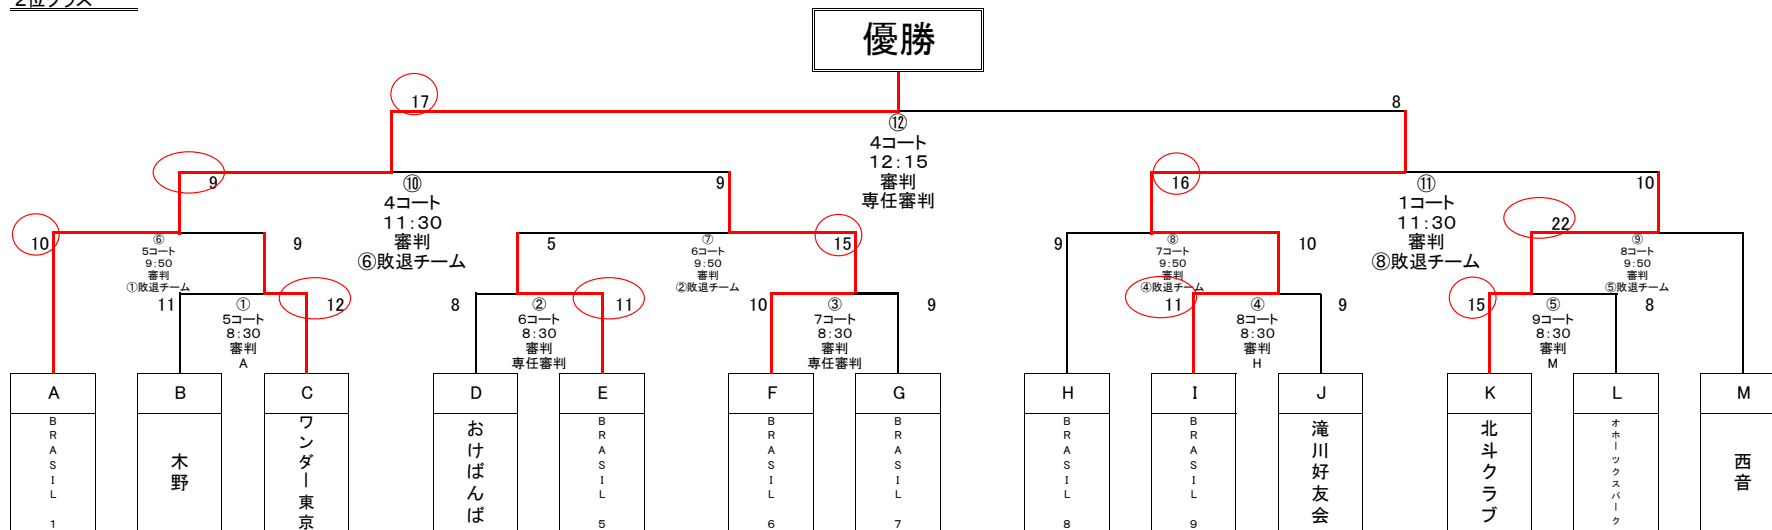 2位クラス
優勝
17
8
⑫
4コート
12:15
審判
専任審判
9
⑩
4コート
11:30
審判
⑥敗退チーム
9
16
⑪
1コート
11:30
審判
⑧敗退チーム
10
10
⑥
5コート
9:50
審判
①敗退チーム
9
5
⑦
6コート
9:50
審判
②敗退チーム
15
9
⑧
7コート
9:50
審判
④敗退チーム
10
22
⑨
8コート
9:50
審判
⑤敗退チーム
11
①
5コート
8:30
審判
A
12
8
②
6コート
8:30
審判
専任審判
11
10
③
7コート
8:30
審判
専任審判
9
11
④
8コート
8:30
審判
H
9
15
⑤
9コート
8:30
審判
M
8
A
B
C
D
E
F
G
H
I
J
K
L
M
BRASIL 1
木野
ワンダー東京
おけばんば
BRASIL 5
BRASIL 6
BRASIL 7
BRASIL 8
BRASIL 9
滝川好友会
北斗クラブ
オホーツクスパーク
西音